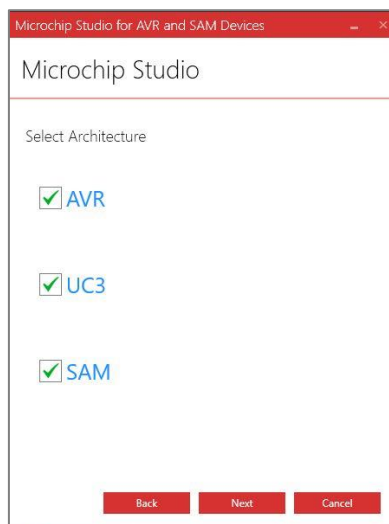 Microchip Studio for AVR and SAM Devices
Microchip Studio
Select Architecture
AVR
UC3
SAM
Back Next Cancel